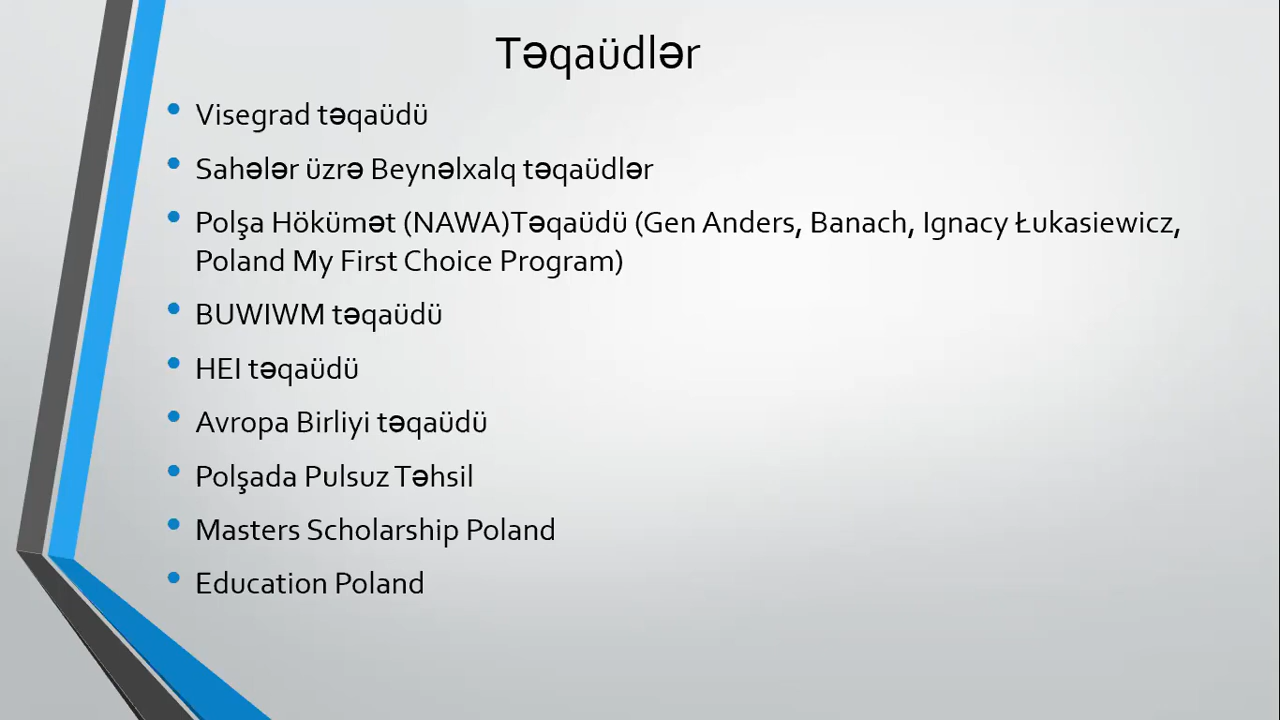 Təqaüdlər
Visegrad təqaüdü
Sahələr üzrə Beynəlxalq təqaüdlər
Polşa Hökümət (NAWA)Təqaüdü (Gen Anders, Banach, Ignacy Łukasiewicz,
Poland My First Choice Program)
BUWIWM təqaüdü
HEI təqaüdü
Avropa Birliyi təqaüdü
Polşada Pulsuz Təhsil
Masters Scholarship Poland
Education Poland